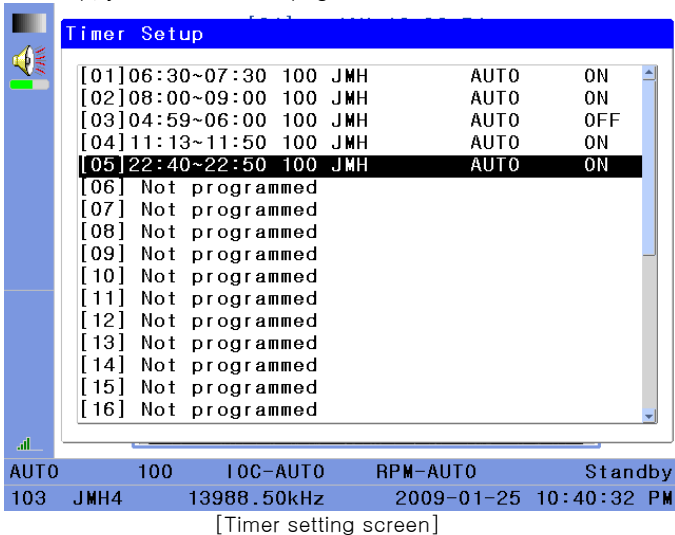 Timer Setup
[01]06:30~07:30 100 JMH AUTO ON
[02]08:00~09:00 100 JMH AUTO ON
[03]04:59~06:00 100 JMH AUTO OFF
[04]11:13~11:50 100 JMH AUTO ON
[05]22:40~22:50 100 JMH AUTO ON
[06] Not programmed
[07] Not programmed
[08] Not programmed
[09] Not programmed
[10] Not programmed
[11] Not programmed
[12] Not programmed
[13] Not programmed
[14] Not programmed
[15] Not programmed
[16] Not programmed
AUTO 100 IOC-AUTO RPM-AUTO Standby
103 JMH4 13988.50kHz 2009-01-25 10:40:32 PM
[Timer setting screen]